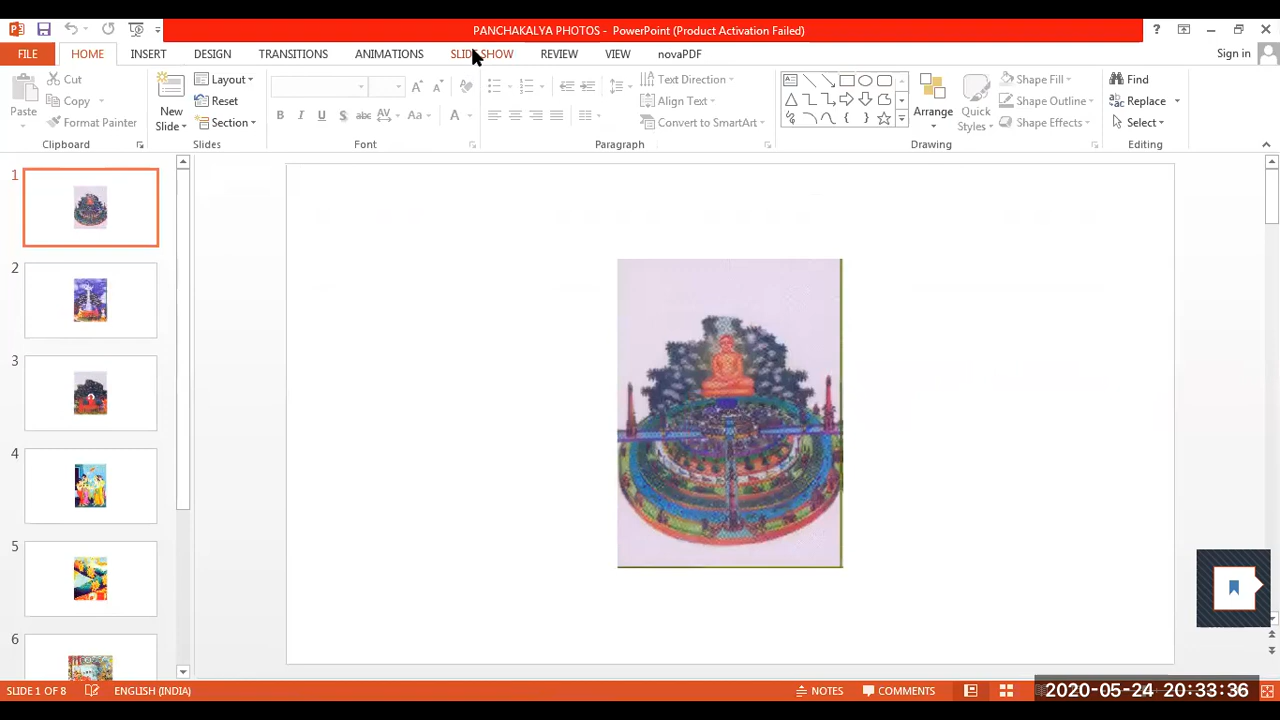 PANCHAKALYA PHOTOS - PowerPoint (Product Activation Failed)
FILE HOME INSERT DESIGN TRANSITIONS ANIMATIONS SLIDE SHOW REVIEW VIEW novaPDF Sign in
Paste
Cut
Copy
Format Painter
Clipboard
New Slide
Layout
Reset
Section
Slides
B I U S abc AV Aa A
Font
Text Direction
Align Text
Convert to SmartArt
Paragraph
Arrange
Quick Styles
Shape Fill
Shape Outline
Shape Effects
Drawing
Find
Replace
Select
Editing
1
2
3
4
5
6
SLIDE 1 OF 8 ENGLISH (INDIA) NOTES COMMENTS 2020-05-24 20:33:36